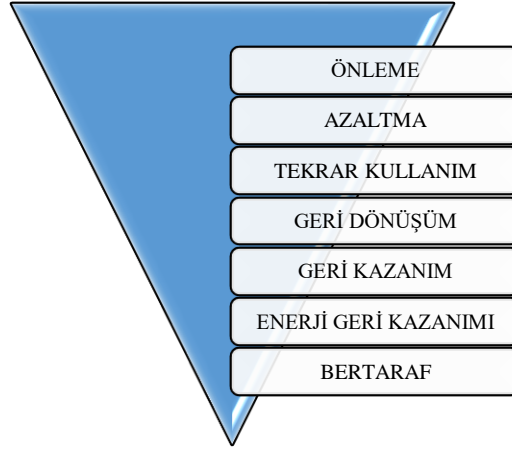 ÖNLEME
AZALTMA
TEKRAR KULLANIM
GERİ DÖNÜŞÜM
GERİ KAZANIM
ENERJİ GERİ KAZANIMI
BERTARAF